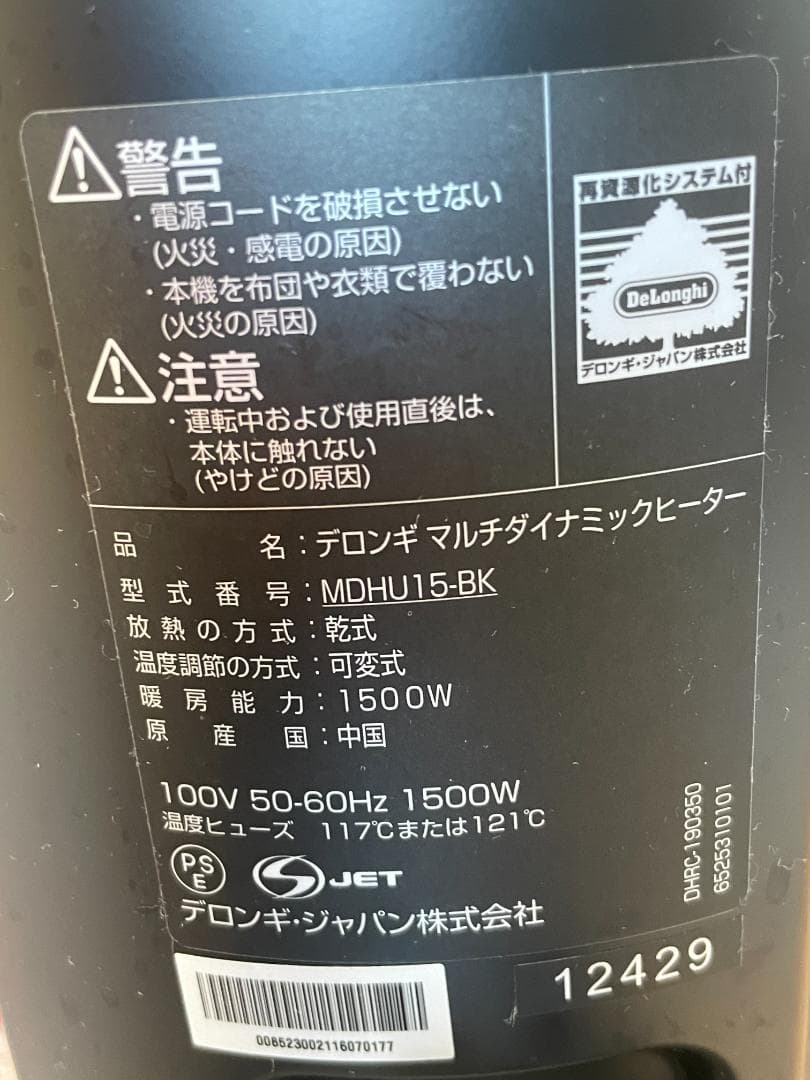 警告
・電源コードを破損させない
(火災・感電の原因)
・本機を布団や衣類で覆わない
(火災の原因)
注意
・運転中および使用直後は、
本体に触れない
(やけどの原因)
再資源化システム付
DeLonghi
デロンギ・ジャパン株式会社
品名：デロンギ マルチダイナミックヒーター
型式番号：MDHU15-BK
放熱の方式：乾式
温度調節の方式：可変式
暖房能力：1500W
原産国：中国
100V 50-60Hz 1500W
温度ヒューズ 117℃または121℃
PSE
S JET
デロンギ・ジャパン株式会社
DHRC-190350
6525310101
12429
008523002116070177